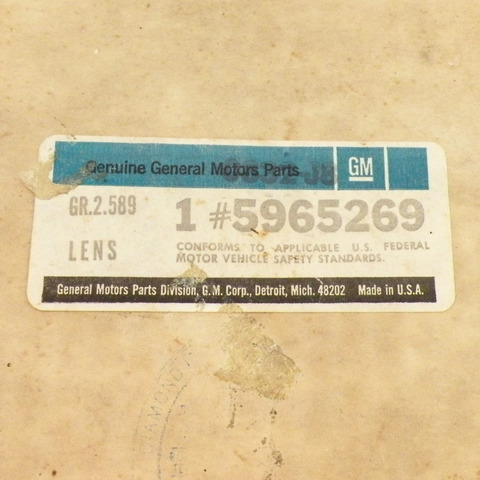 Genuine General Motors Parts GM
GR.2.589 1 #5965269
LENS CONFORMS TO APPLICABLE U.S. FEDERAL
MOTOR VEHICLE SAFETY STANDARDS.
General Motors Parts Division, G.M. Corp., Detroit, Mich. 48202 Made in U.S.A.
DIAMOND